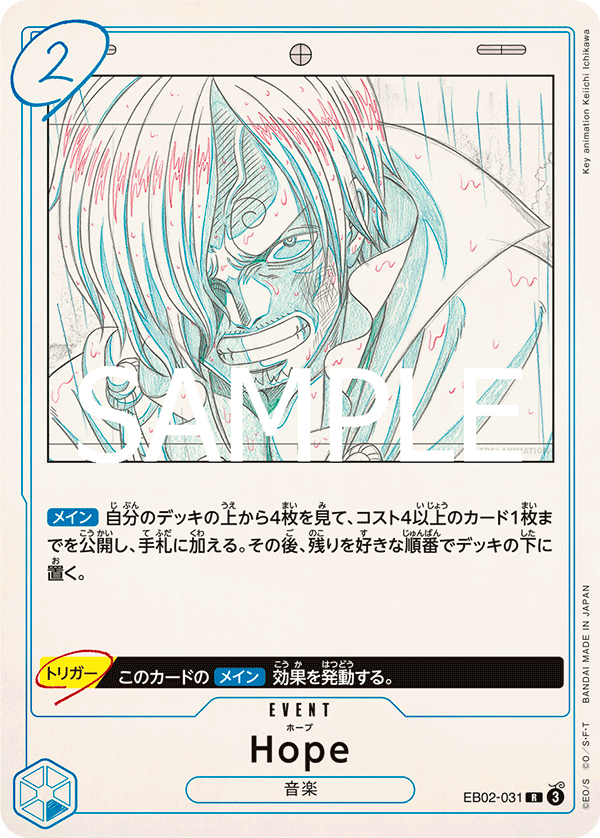 2
Key animation Keiichi Ichikawa
SAMPLE
TOEI ANIMATION
メイン 自分のデッキの上から4枚を見て、コスト4以上のカード1枚ま
でを公開し、手札に加える。その後、残りを好きな順番でデッキの下に
置く。
トリガー このカードの メイン 効果を発動する。
EVENT
ホープ
Hope
音楽
EB02-031 R 3
©EO/S ©O/S・F・T BANDAI MADE IN JAPAN